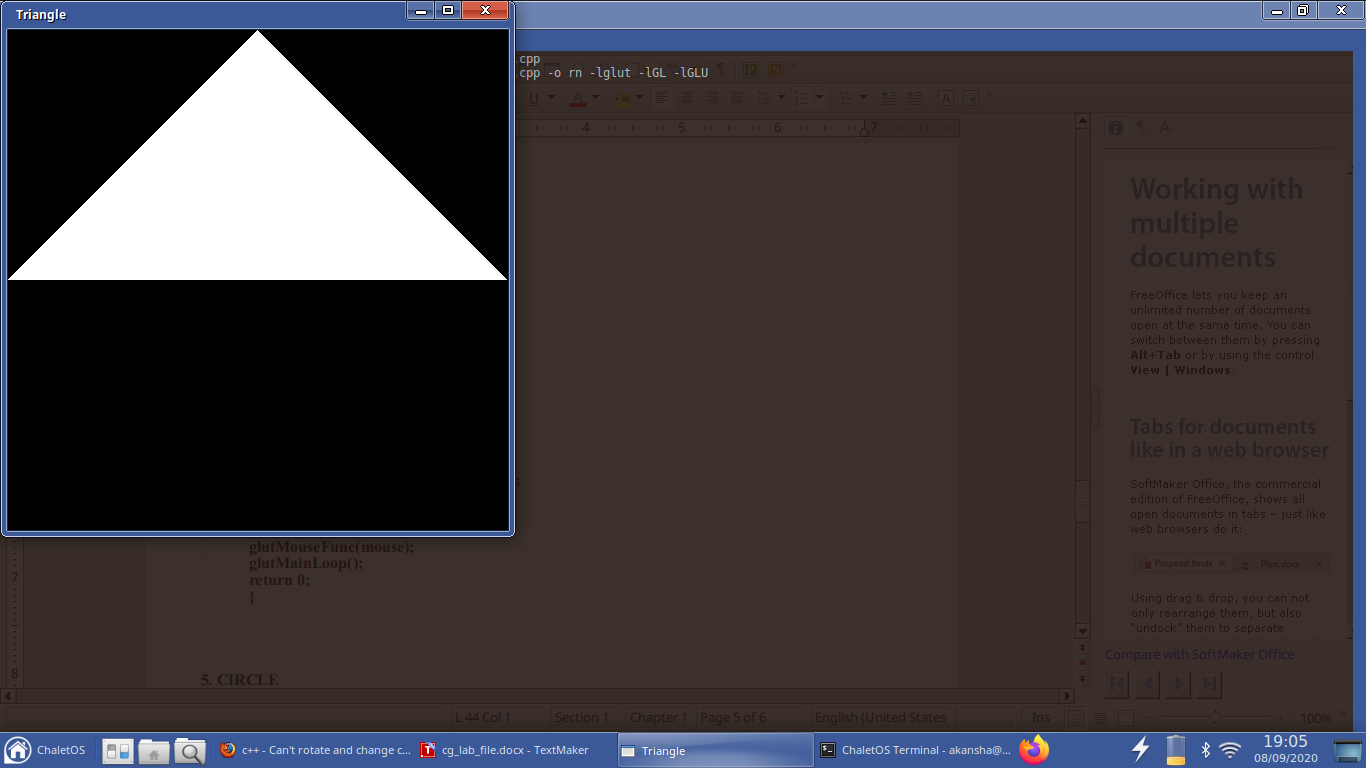 Triangle
.cpp
.cpp -o rn -lglut -lGL -lGLU
U
A
ab
A
4
5
6
7
A
Working with
multiple
documents
FreeOffice lets you keep an
unlimited number of documents
open at the same time. You can
switch between them by pressing
Alt+Tab or by using the control
View | Windows.
Tabs for documents
like in a web browser
SoftMaker Office, the commercial
edition of FreeOffice, shows all
open documents in tabs – just like
web browsers do it:
Proposal.tmdx
Plan.docx
Using drag & drop, you can not
only rearrange them, but also
"undock" them to separate
Compare with SoftMaker Office
;
glutMouseFunc(mouse);
glutMainLoop();
return 0;
}
7
8
5. CIRCLE
L 44 Col 1
Section 1
Chapter 1
Page 5 of 6
English (United States
Ins
100%
ChaletOS
c++ - Can't rotate and change c...
cg_lab_file.docx - TextMaker
Triangle
ChaletOS Terminal - akansha@...
19:05
08/09/2020